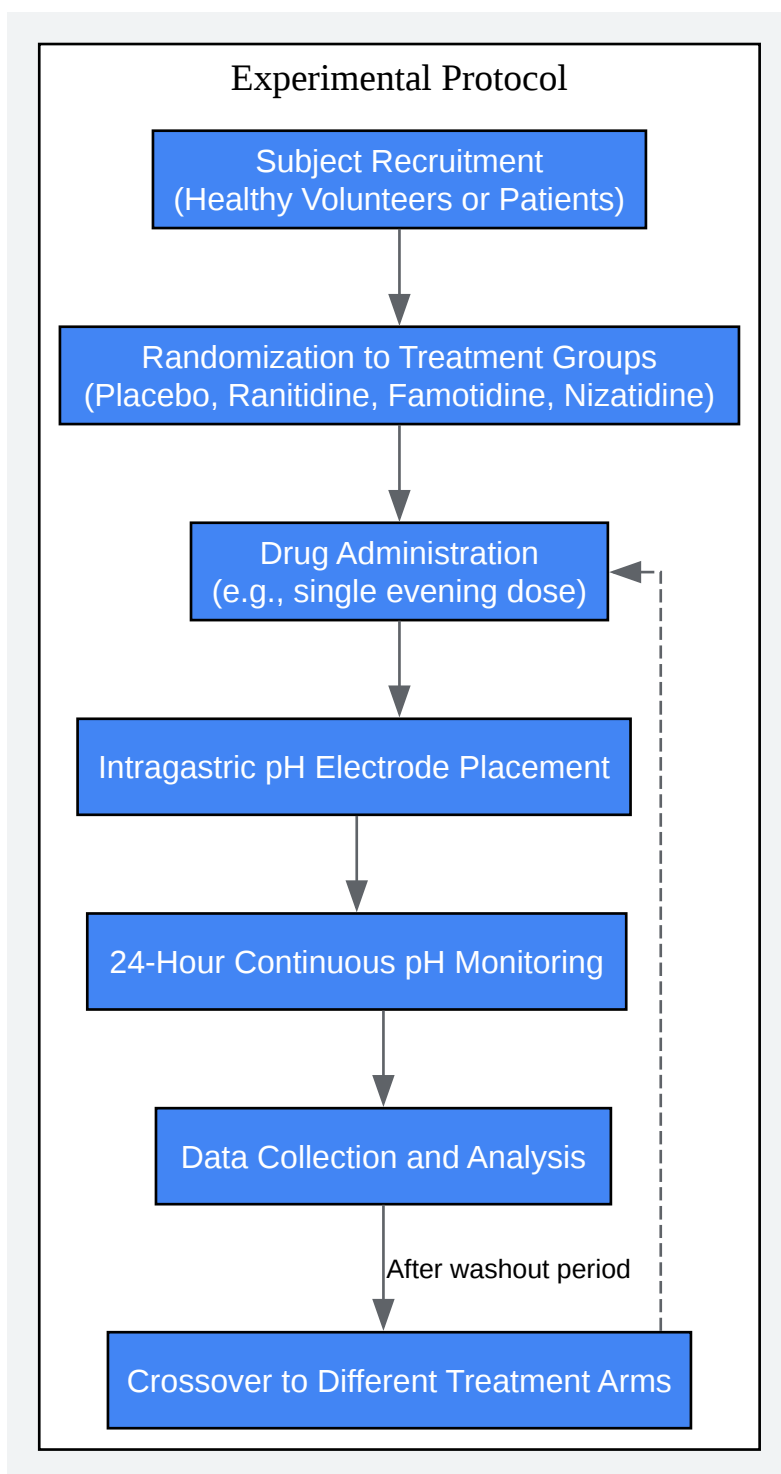 Experimental Protocol
Subject Recruitment
(Healthy Volunteers or Patients)
Randomization to Treatment Groups
(Placebo, Ranitidine, Famotidine, Nizatidine)
Drug Administration
(e.g., single evening dose)
Intragastric pH Electrode Placement
24-Hour Continuous pH Monitoring
Data Collection and Analysis
After washout period
Crossover to Different Treatment Arms